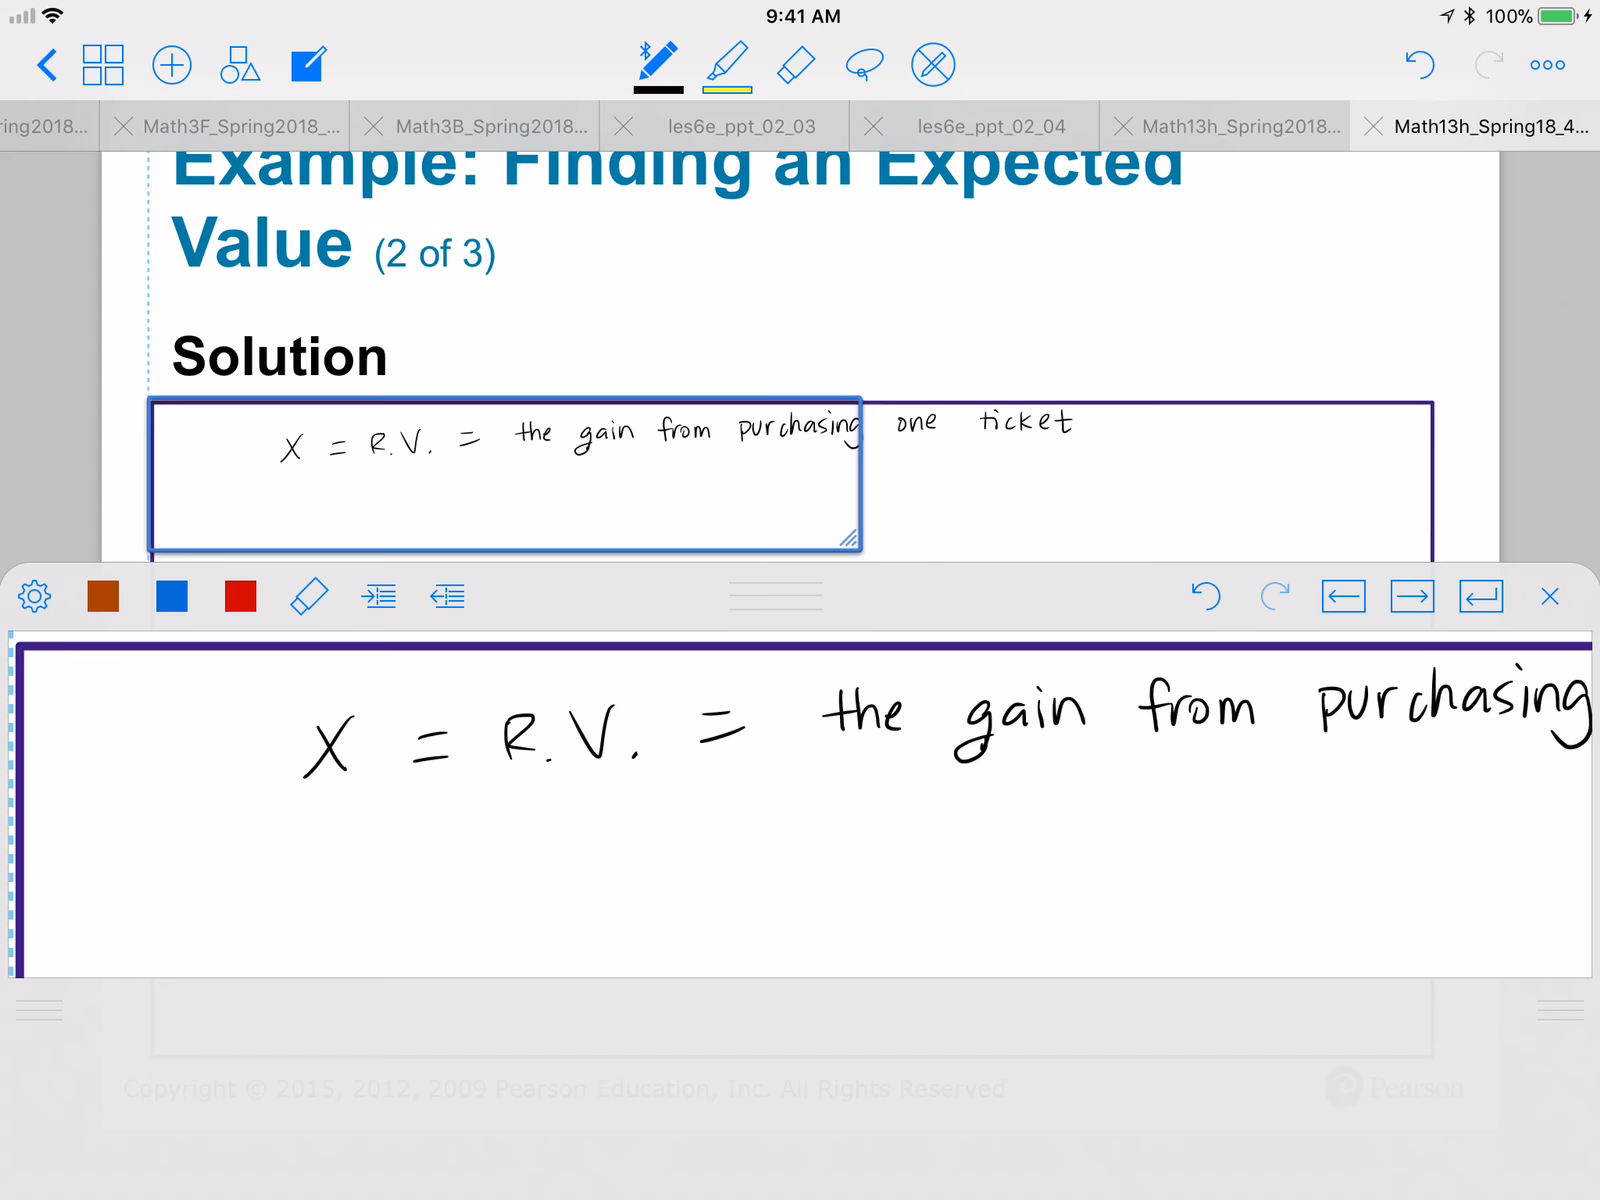 9:41 AM
100%
ring2018...
Math3F_Spring2018_...
Math3B_Spring2018...
les6e_ppt_02_03
les6e_ppt_02_04
Math13h_Spring2018...
Math13h_Spring18_4...
Example: Finding an Expected
Value (2 of 3)
Solution
X = R.V. = the gain from purchasing one ticket
X = R.V. = the gain from purchasing
Copyright © 2015, 2012, 2009 Pearson Education, Inc. All Rights Reserved
Pearson